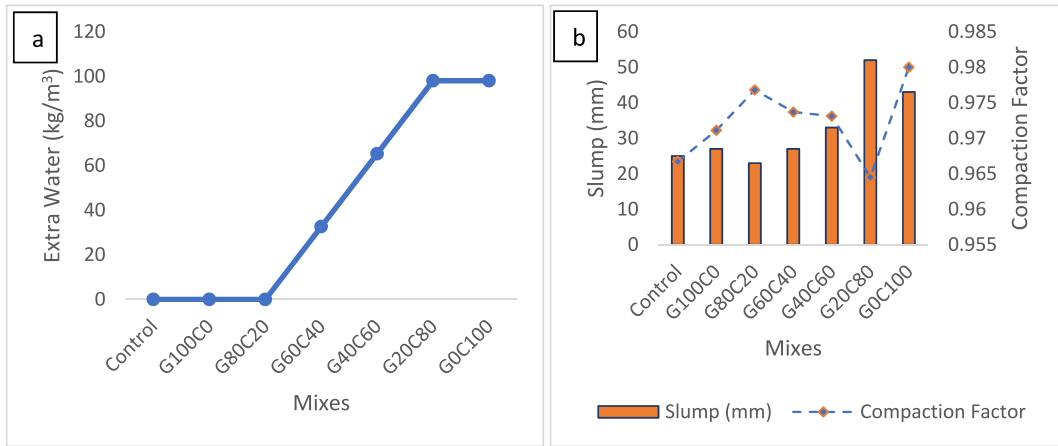 a
120
100
80
60
40
20
0
Extra Water (kg/m³)
Control
G100C0
G80C20
G60C40
G40C60
G20C80
G0C100
Mixes
b
60
50
40
30
20
10
0
Slump (mm)
0.985
0.98
0.975
0.97
0.965
0.96
0.955
Compaction Factor
Control
G100C0
G80C20
G60C40
G40C60
G20C80
G0C100
Mixes
Slump (mm)
Compaction Factor